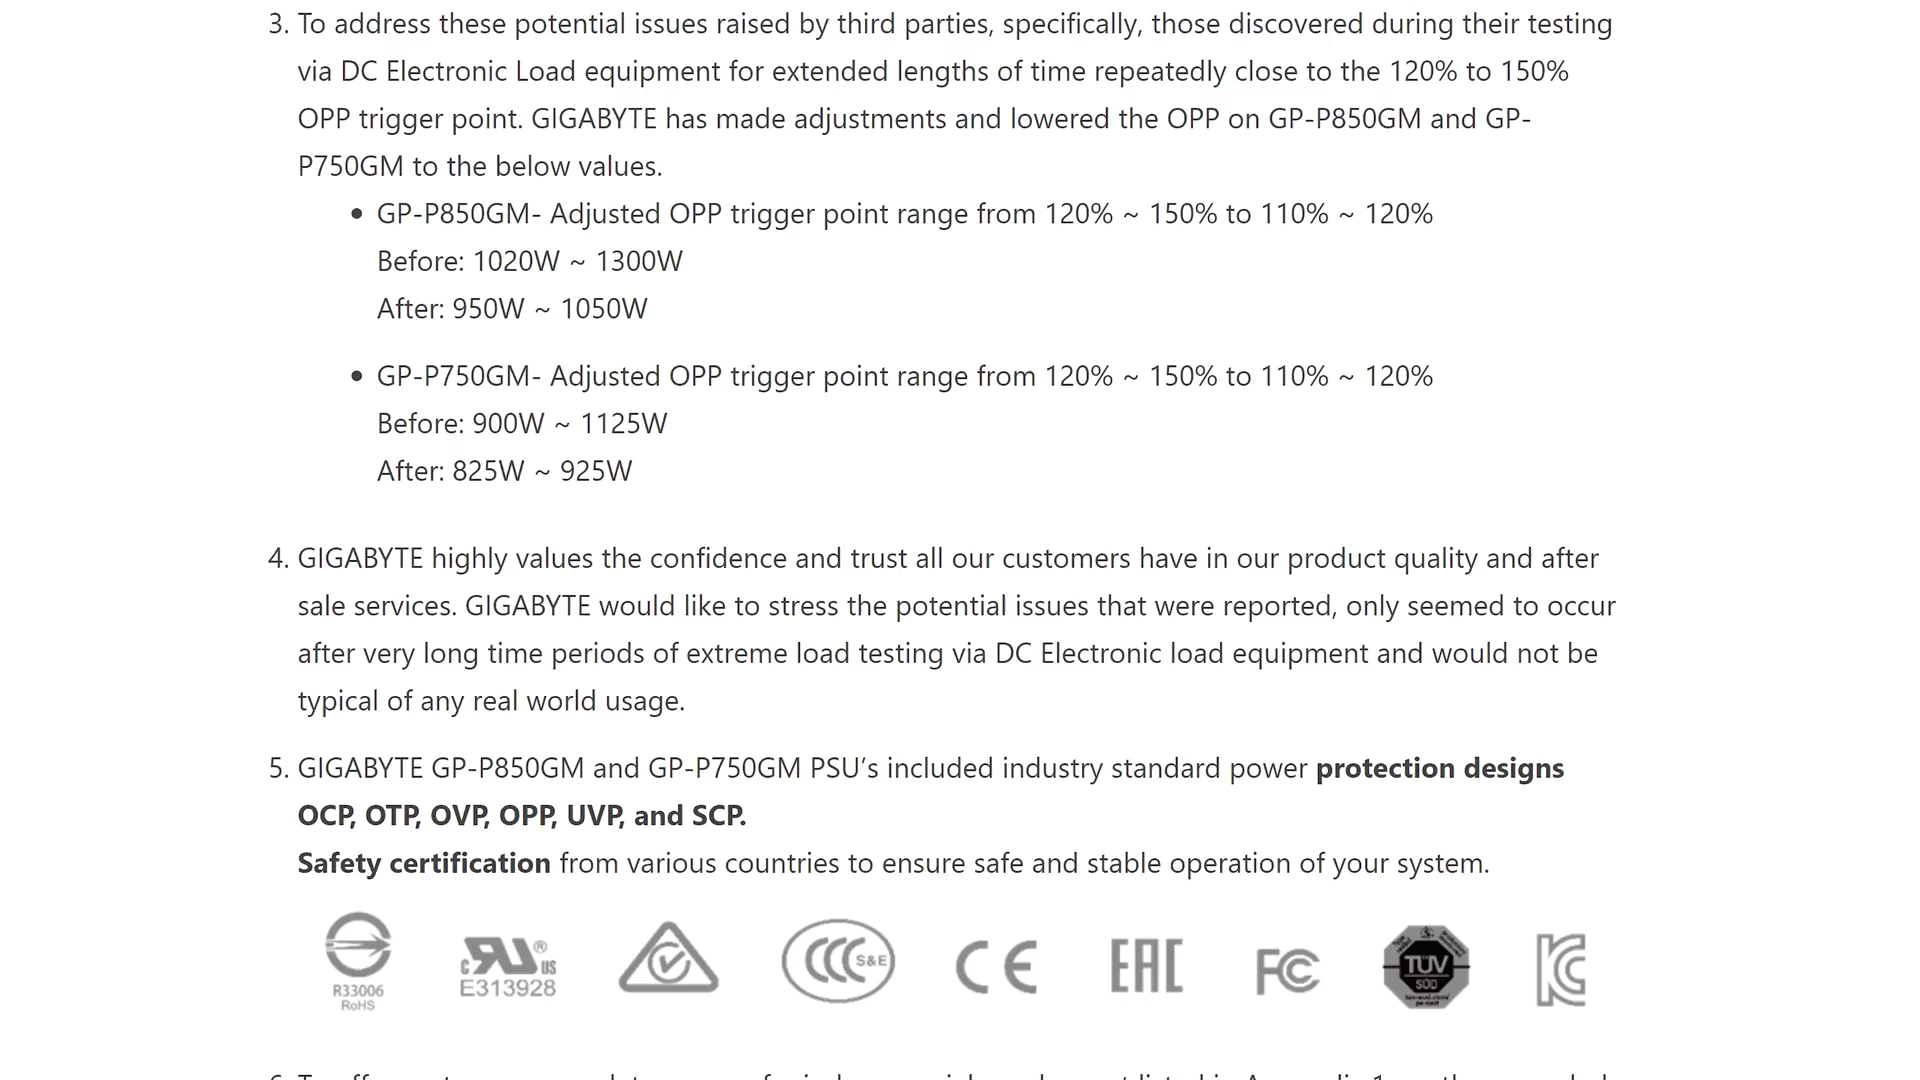 3. To address these potential issues raised by third parties, specifically, those discovered during their testing
via DC Electronic Load equipment for extended lengths of time repeatedly close to the 120% to 150%
OPP trigger point. GIGABYTE has made adjustments and lowered the OPP on GP-P850GM and GP-
P750GM to the below values.
• GP-P850GM- Adjusted OPP trigger point range from 120% ~ 150% to 110% ~ 120%
Before: 1020W ~ 1300W
After: 950W ~ 1050W
• GP-P750GM- Adjusted OPP trigger point range from 120% ~ 150% to 110% ~ 120%
Before: 900W ~ 1125W
After: 825W ~ 925W
4. GIGABYTE highly values the confidence and trust all our customers have in our product quality and after
sale services. GIGABYTE would like to stress the potential issues that were reported, only seemed to occur
after very long time periods of extreme load testing via DC Electronic load equipment and would not be
typical of any real world usage.
5. GIGABYTE GP-P850GM and GP-P750GM PSU’s included industry standard power protection designs
OCP, OTP, OVP, OPP, UVP, and SCP.
Safety certification from various countries to ensure safe and stable operation of your system.
R33006
RoHS
c RU ® US
E313928
CCC S&E
CE
EAC
FC
TÜV
SÜD
KC